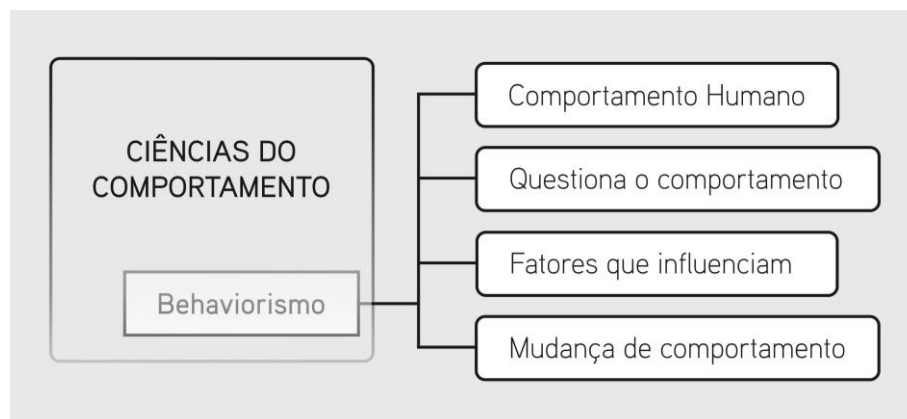 CIÊNCIAS DO
COMPORTAMENTO
Behaviorismo
Comportamento Humano
Questiona o comportamento
Fatores que influenciam
Mudança de comportamento